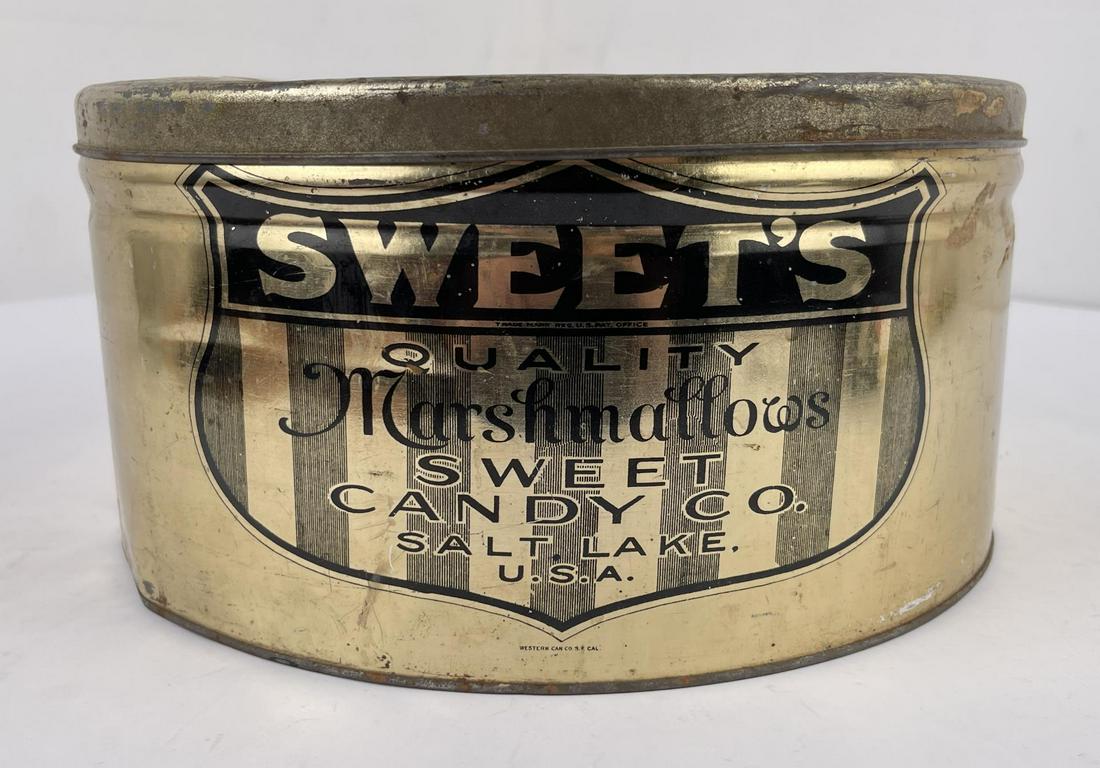 SWEET'S
TRADE MARK REG. U.S. PAT. OFFICE
QUALITY
Marshmallows
SWEET
CANDY CO.
SALT, LAKE,
U.S.A.
WESTERN CAN CO. S.F. CAL.